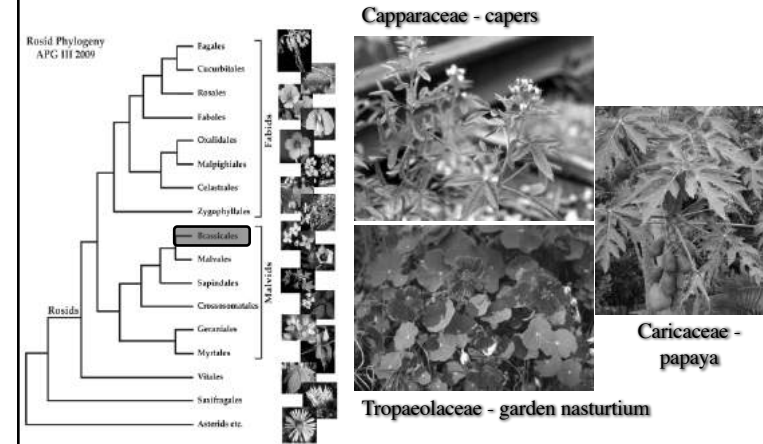 Capparaceae - capers
Rosid Phylogeny
APG III 2009
Fagales
Cucurbitales
Rosales
Fabales
Oxalidales
Malpighiales
Celastrales
Zygophyllales
Fabids
Brassicales
Malvales
Sapindales
Crossosomatales
Geraniales
Myrtales
Malvids
Rosids
Vitales
Saxifragales
Asterids etc.
Caricaceae -
papaya
Tropaeolaceae - garden nasturtium